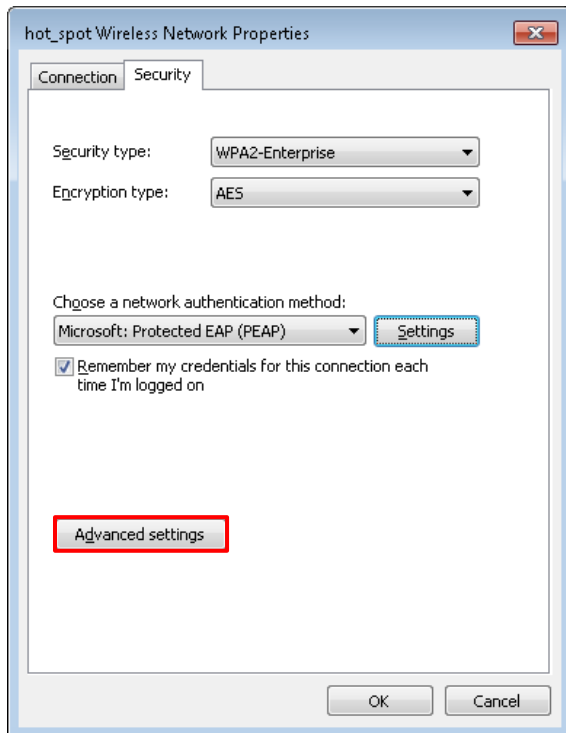 hot_spot Wireless Network Properties
Connection
Security
Security type:
WPA2-Enterprise
Encryption type:
AES
Choose a network authentication method:
Microsoft: Protected EAP (PEAP)
Settings
Remember my credentials for this connection each
time I'm logged on
Advanced settings
OK
Cancel